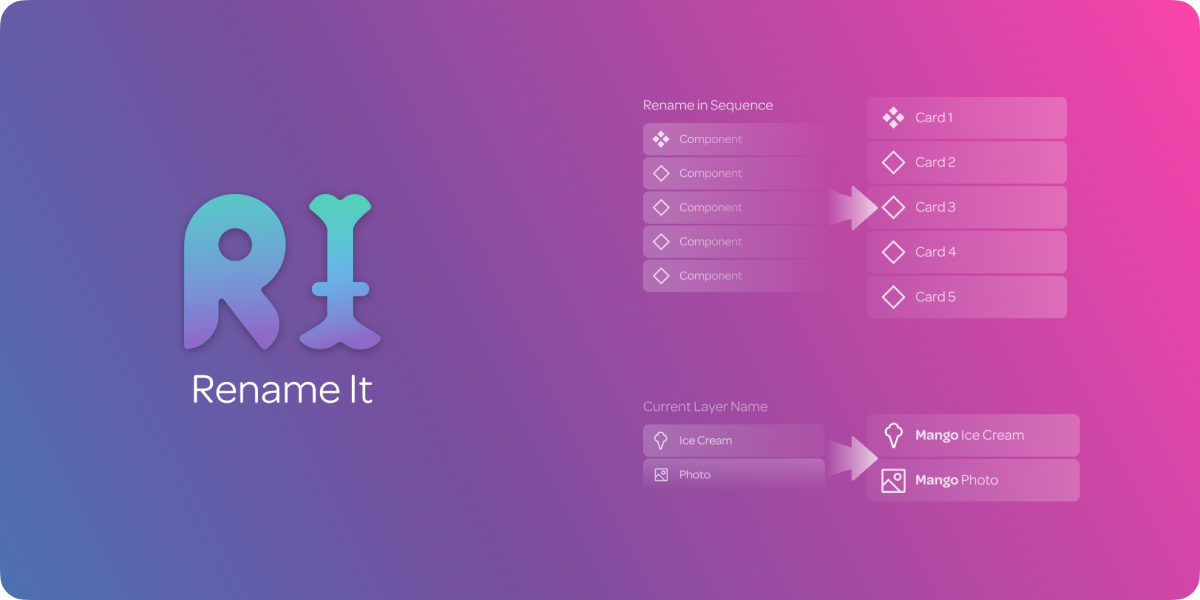 RI
Rename It
Rename in Sequence
Component
Component
Component
Component
Component
Card 1
Card 2
Card 3
Card 4
Card 5
Current Layer Name
Ice Cream
Photo
Mango Ice Cream
Mango Photo